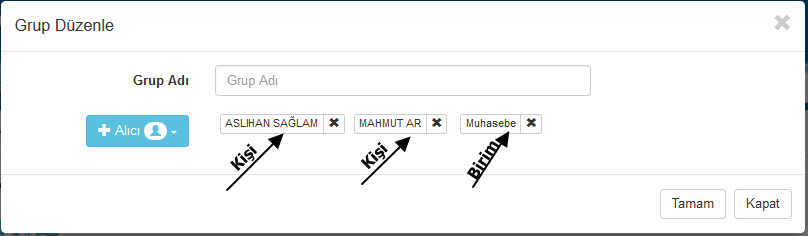 Grup Düzenle
Grup Adı
Grup Adı
Alıcı
ASLIHAN SAĞLAM
MAHMUT AR
Muhasebe
Kişi
Kişi
Birim
Tamam
Kapat